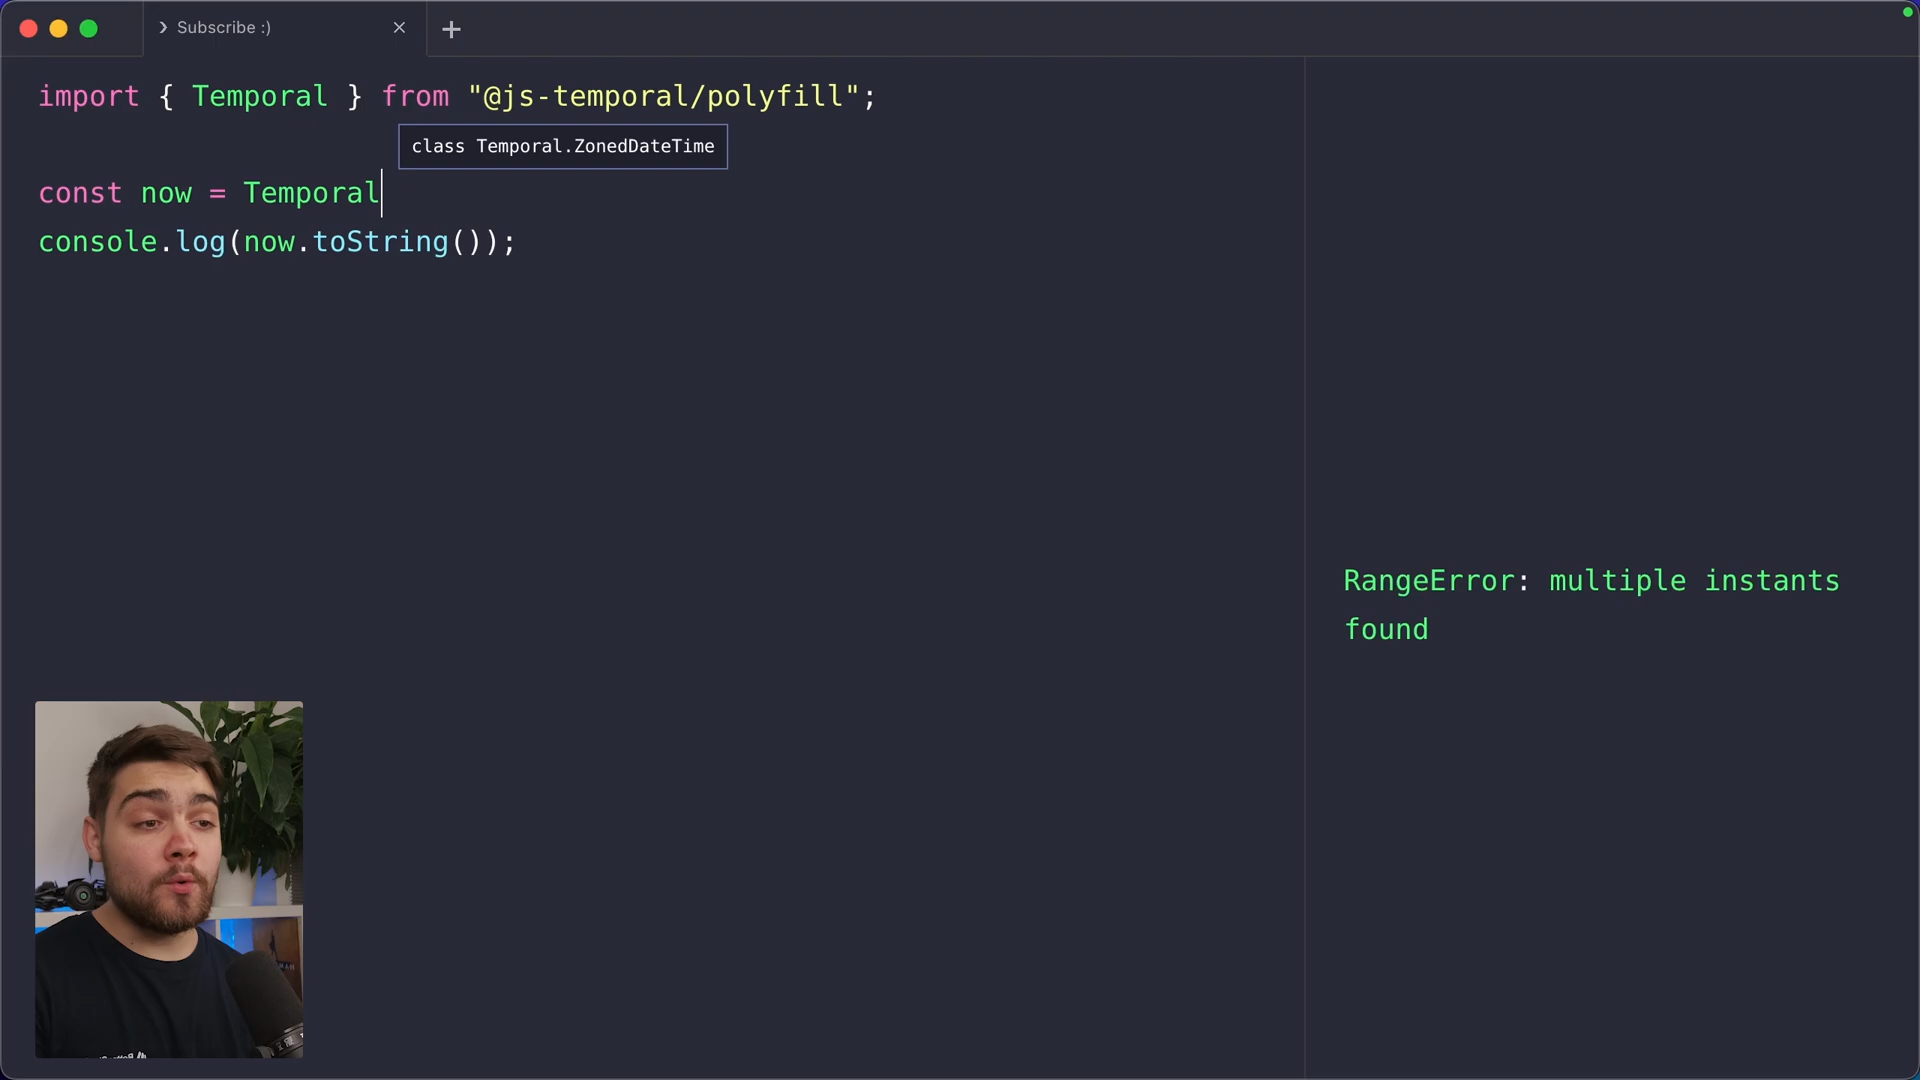 Subscribe :)
import { Temporal } from "@js-temporal/polyfill";
class Temporal.ZonedDateTime
const now = Temporal
console.log(now.toString());
RangeError: multiple instants
found